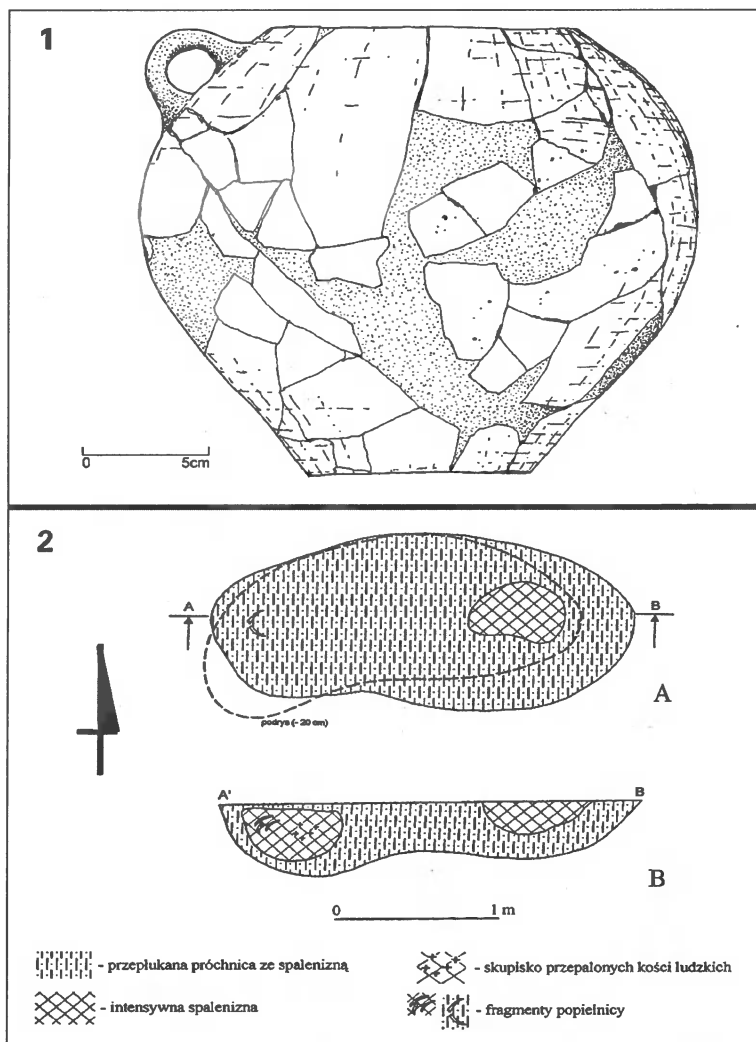 1
0 5cm
2
A B
podrys (- 20 cm)
A
A' B
B
0 1 m
- przepłukana próchnica ze spalenizną
- skupisko przepalonych kości ludzkich
- intensywna spalenizna
- fragmenty popielnicy